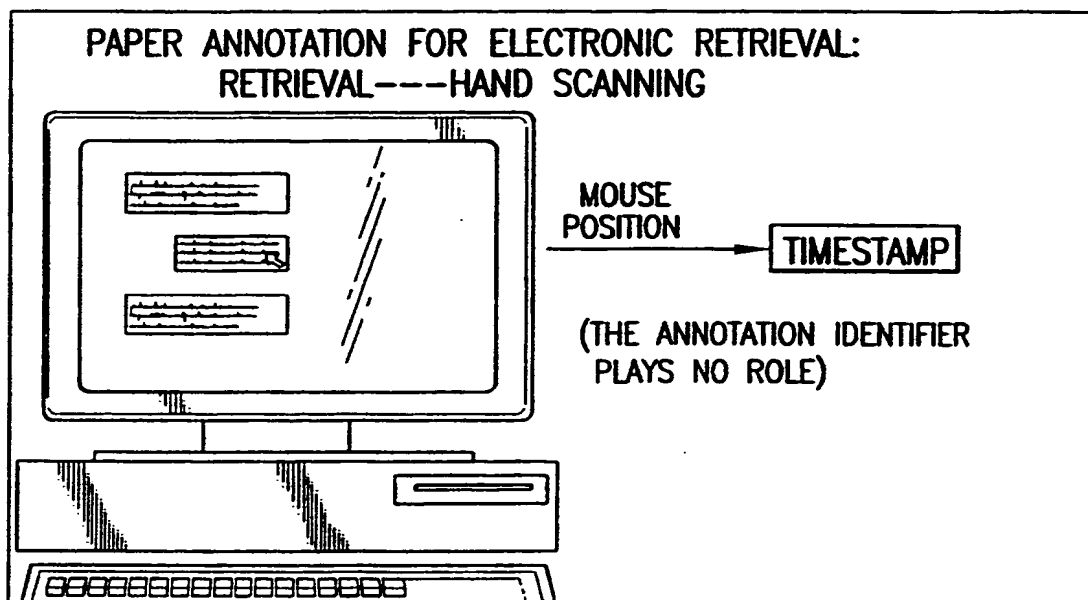 PAPER ANNOTATION FOR ELECTRONIC RETRIEVAL:
RETRIEVAL---HAND SCANNING
MOUSE
POSITION
TIMESTAMP
(THE ANNOTATION IDENTIFIER
PLAYS NO ROLE)